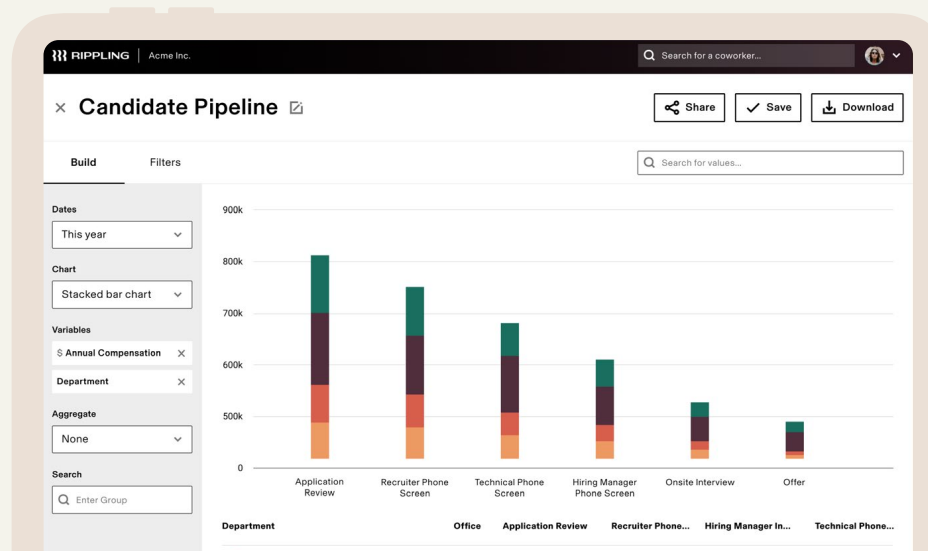 RIPPLING Acme Inc. Search for a coworker...
Candidate Pipeline Share Save Download
Build Filters Search for values...
Dates
This year
Chart
Stacked bar chart
Variables
$ Annual Compensation
Department
Aggregate
None
Search
Enter Group
900k
800k
700k
600k
500k
0
Application Review
Recruiter Phone Screen
Technical Phone Screen
Hiring Manager Phone Screen
Onsite Interview
Offer
Department Office Application Review Recruiter Phone... Hiring Manager In... Technical Phone...